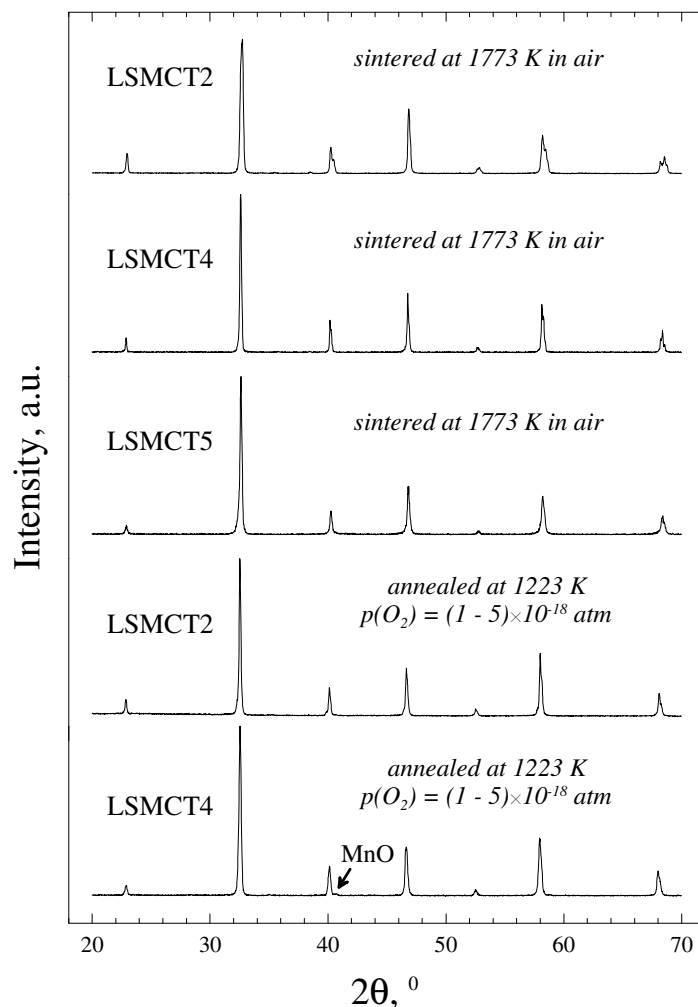 LSMCT2
sintered at 1773 K in air
LSMCT4
sintered at 1773 K in air
LSMCT5
sintered at 1773 K in air
LSMCT2
annealed at 1223 K
p(O₂) = (1 - 5)×10⁻¹⁸ atm
LSMCT4
annealed at 1223 K
p(O₂) = (1 - 5)×10⁻¹⁸ atm
MnO
Intensity, a.u.
20 30 40 50 60 70
2θ, ⁰